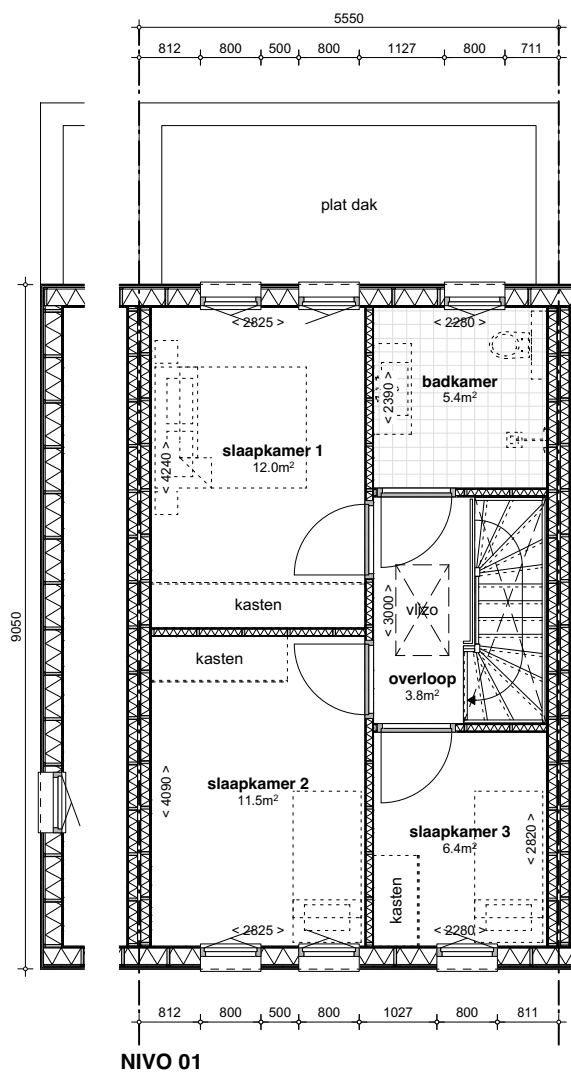 5550
812 800 500 800 1127 800 711
plat dak
< 2825 > < 2280 >
badkamer
5.4m²
< 2390 >
slaapkamer 1
12.0m²
< 4240 >
kasten
< 3000 >
vlizo
9050
kasten
overloop
3.8m²
slaapkamer 2
11.5m²
< 4090 >
slaapkamer 3
6.4m²
< 2820 >
kasten
< 2825 > < 2280 >
812 800 500 800 1027 800 811
NIVO 01